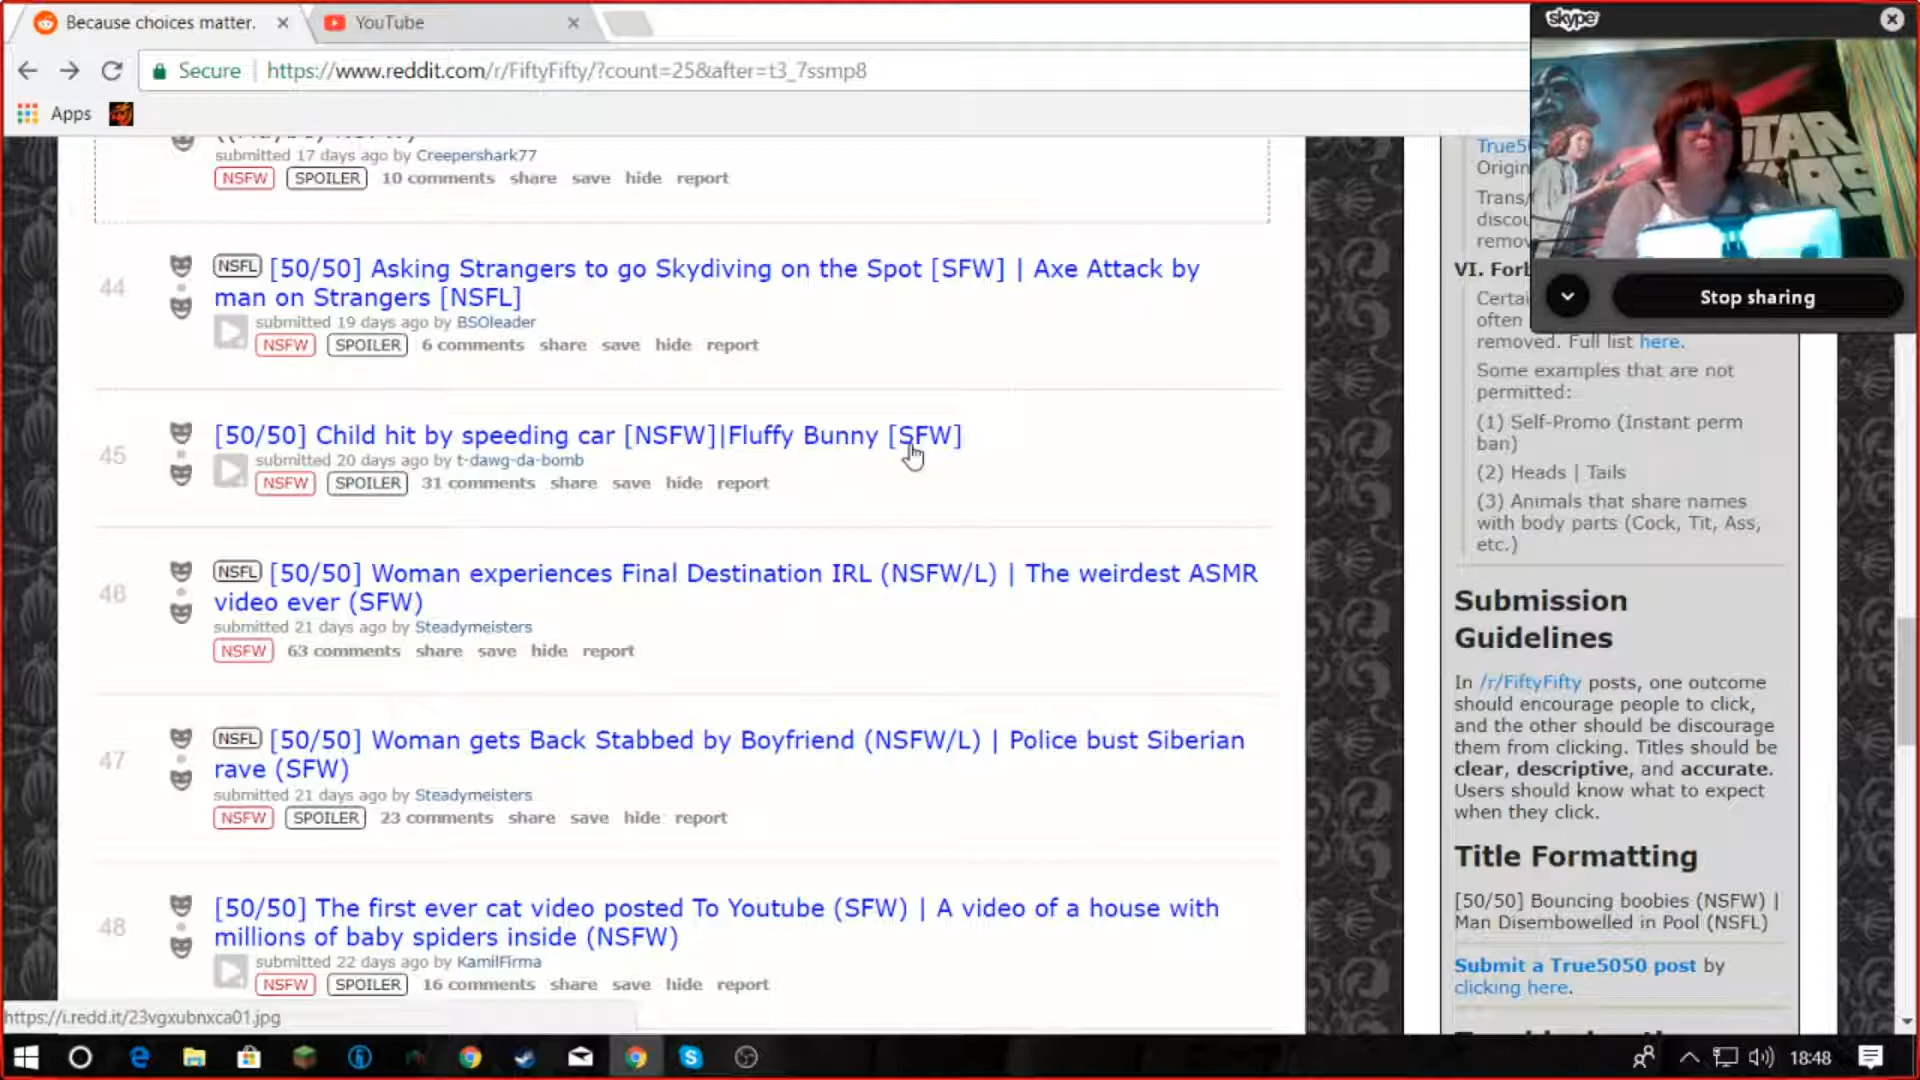 Because choices matter.
YouTube
skype
Secure
https://www.reddit.com/r/FiftyFifty/?count=25&after=t3_7ssmp8
Apps
submitted 17 days ago by Creepershark77
NSFW SPOILER 10 comments share save hide report
44
NSFL [50/50] Asking Strangers to go Skydiving on the Spot [SFW] | Axe Attack by
man on Strangers [NSFL]
submitted 19 days ago by BSOleader
NSFW SPOILER 6 comments share save hide report
45
[50/50] Child hit by speeding car [NSFW]|Fluffy Bunny [SFW]
submitted 20 days ago by t-dawg-da-bomb
NSFW SPOILER 31 comments share save hide report
46
NSFL [50/50] Woman experiences Final Destination IRL (NSFW/L) | The weirdest ASMR
video ever (SFW)
submitted 21 days ago by Steadymeisters
NSFW 63 comments share save hide report
47
NSFL [50/50] Woman gets Back Stabbed by Boyfriend (NSFW/L) | Police bust Siberian
rave (SFW)
submitted 21 days ago by Steadymeisters
NSFW SPOILER 23 comments share save hide report
48
[50/50] The first ever cat video posted To Youtube (SFW) | A video of a house with
millions of baby spiders inside (NSFW)
submitted 22 days ago by KamilFirma
NSFW SPOILER 16 comments share save hide report
https://i.redd.it/23vgxubnxca01.jpg
STAR
WARS
Stop sharing
True5
Origin
Trans/
discou
remov
VI. Forb
Certai
often
removed. Full list here.
Some examples that are not
permitted:
(1) Self-Promo (Instant perm
ban)
(2) Heads | Tails
(3) Animals that share names
with body parts (Cock, Tit, Ass,
etc.)
Submission
Guidelines
In /r/FiftyFifty posts, one outcome
should encourage people to click,
and the other should be discourage
them from clicking. Titles should be
clear, descriptive, and accurate.
Users should know what to expect
when they click.
Title Formatting
[50/50] Bouncing boobies (NSFW) |
Man Disembowelled in Pool (NSFL)
Submit a True5050 post by
clicking here.
18:48